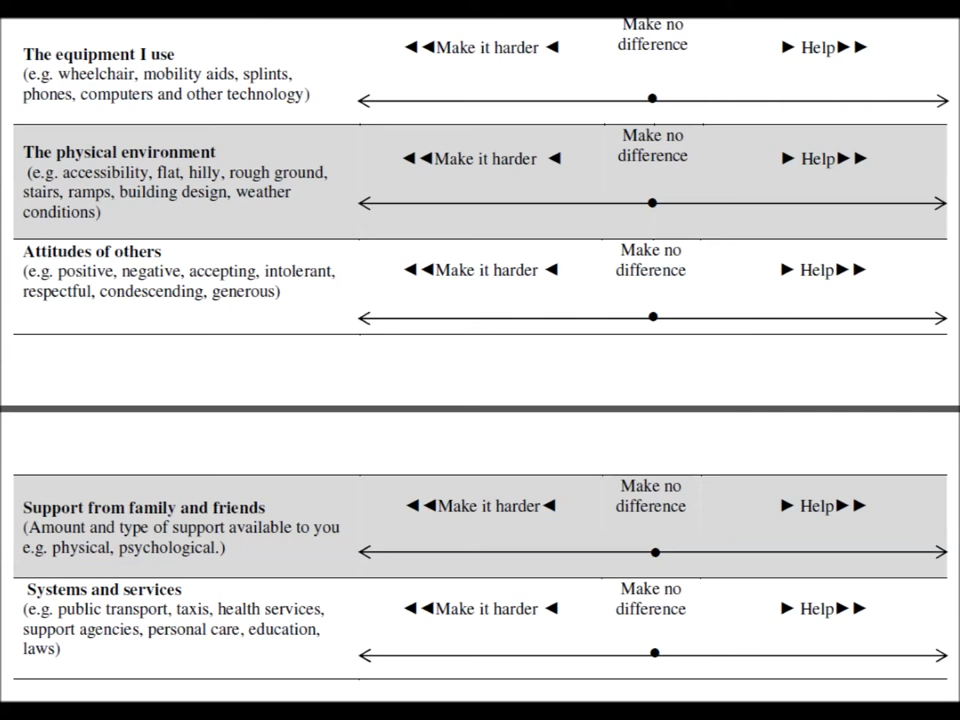 The equipment I use
(e.g. wheelchair, mobility aids, splints,
phones, computers and other technology)
◄◄Make it harder ◄
Make no
difference
► Help►►
The physical environment
(e.g. accessibility, flat, hilly, rough ground,
stairs, ramps, building design, weather
conditions)
◄◄Make it harder ◄
Make no
difference
► Help►►
Attitudes of others
(e.g. positive, negative, accepting, intolerant,
respectful, condescending, generous)
◄◄Make it harder ◄
Make no
difference
► Help►►
Support from family and friends
(Amount and type of support available to you
e.g. physical, psychological.)
◄◄Make it harder◄
Make no
difference
► Help►►
Systems and services
(e.g. public transport, taxis, health services,
support agencies, personal care, education,
laws)
◄◄Make it harder ◄
Make no
difference
► Help►►